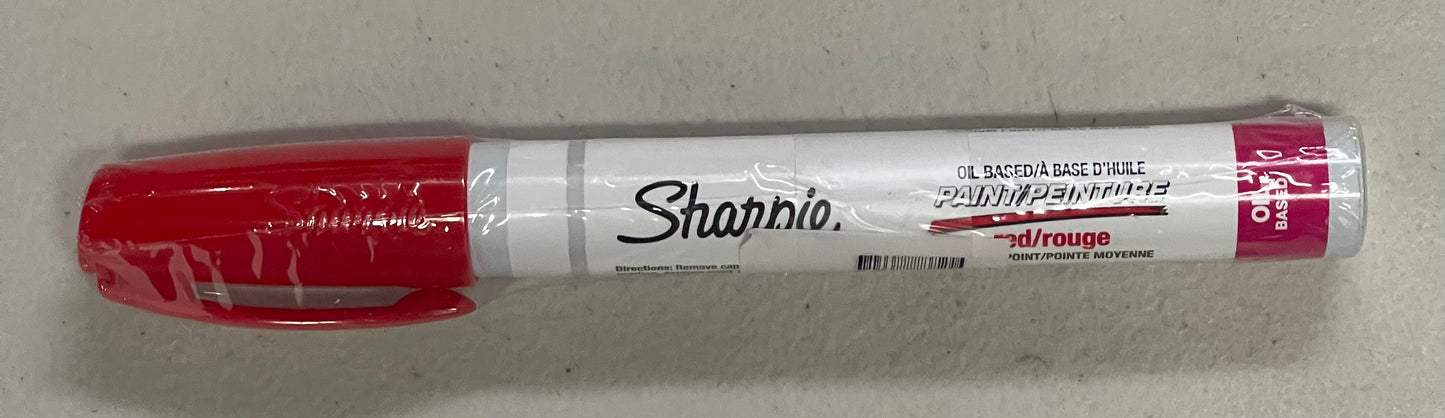 Sharpie
Directions: Remove cap
OIL BASED/À BASE D'HUILE
PAINT/PEINTURE
red/rouge
POINT/POINTE MOYENNE
OIL
BASED